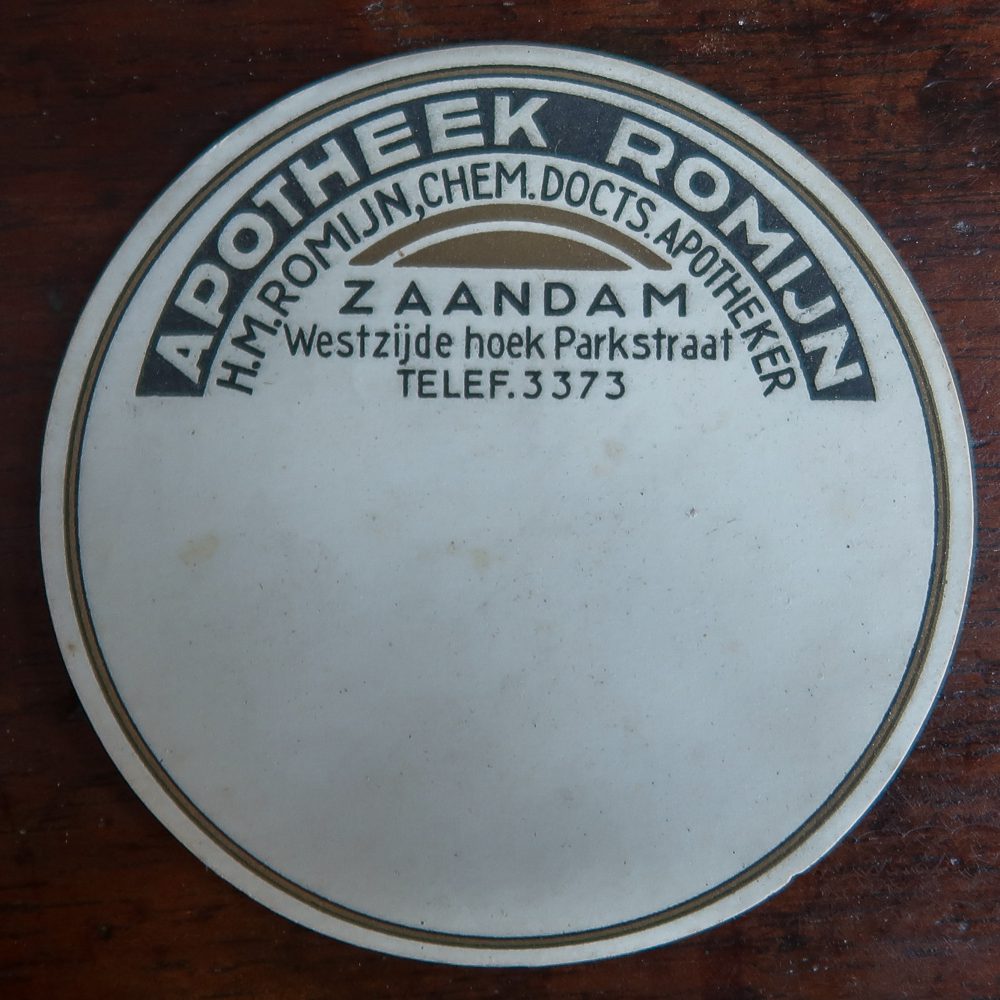 APOTHEEK ROMIJN
H.M.ROMIJN,CHEM.DOCTS.APOTHEKER
ZAANDAM
Westzijde hoek Parkstraat
TELEF.3373